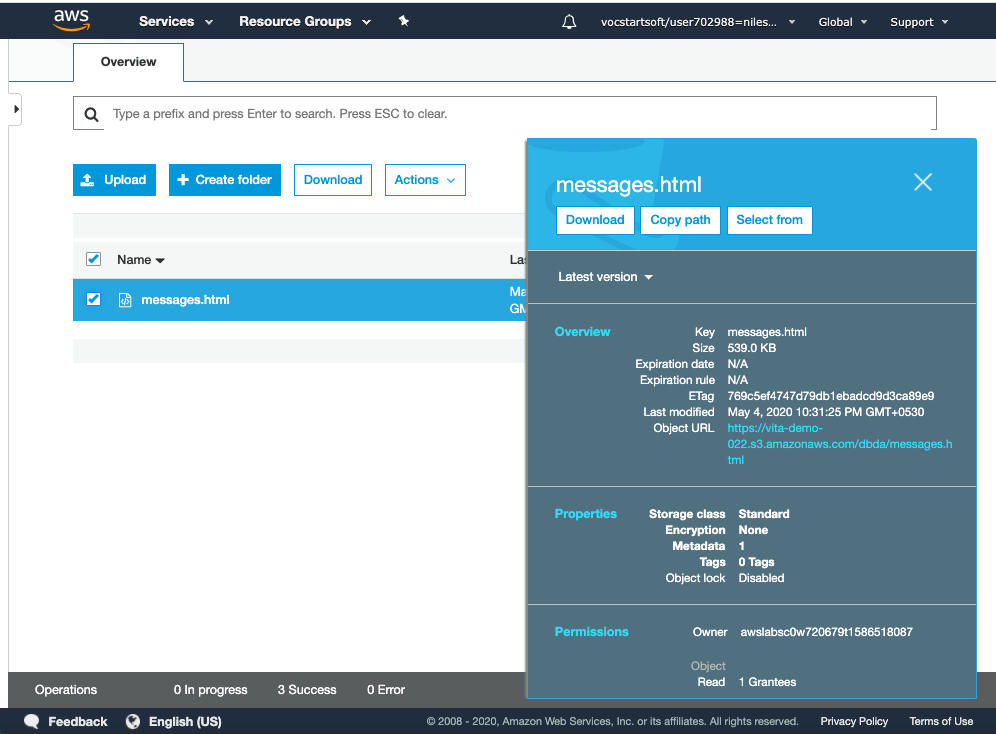 aws Services Resource Groups vocstartsoft/user702988=niles... Global Support
Overview
Type a prefix and press Enter to search. Press ESC to clear.
Upload Create folder Download Actions
Name Las
messages.html Ma
GM
messages.html
Download Copy path Select from
Latest version
Overview Key messages.html
Size 539.0 KB
Expiration date N/A
Expiration rule N/A
ETag 769c5ef4747d79db1ebadcd9d3ca89e9
Last modified May 4, 2020 10:31:25 PM GMT+0530
Object URL https://vita-demo-
022.s3.amazonaws.com/dbda/messages.h
tml
Properties Storage class Standard
Encryption None
Metadata 1
Tags 0 Tags
Object lock Disabled
Permissions Owner awslabsc0w720679t1586518087
Object
Read 1 Grantees
Operations 0 In progress 3 Success 0 Error
Feedback English (US) © 2008 - 2020, Amazon Web Services, Inc. or its affiliates. All rights reserved. Privacy Policy Terms of Use